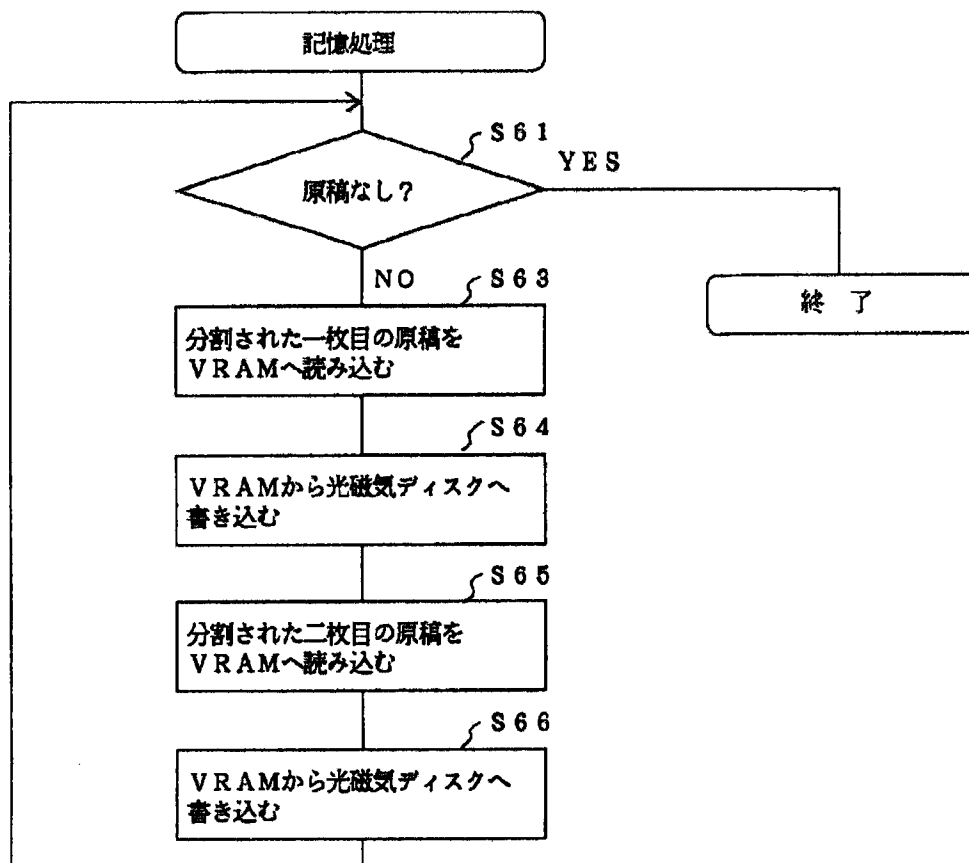 記憶処理
S61
YES
原稿なし?
NO
S63
終 了
分割された一枚目の原稿を
VRAMへ読み込む
S64
VRAMから光磁気ディスクへ
書き込む
S65
分割された二枚目の原稿を
VRAMへ読み込む
S66
VRAMから光磁気ディスクへ
書き込む